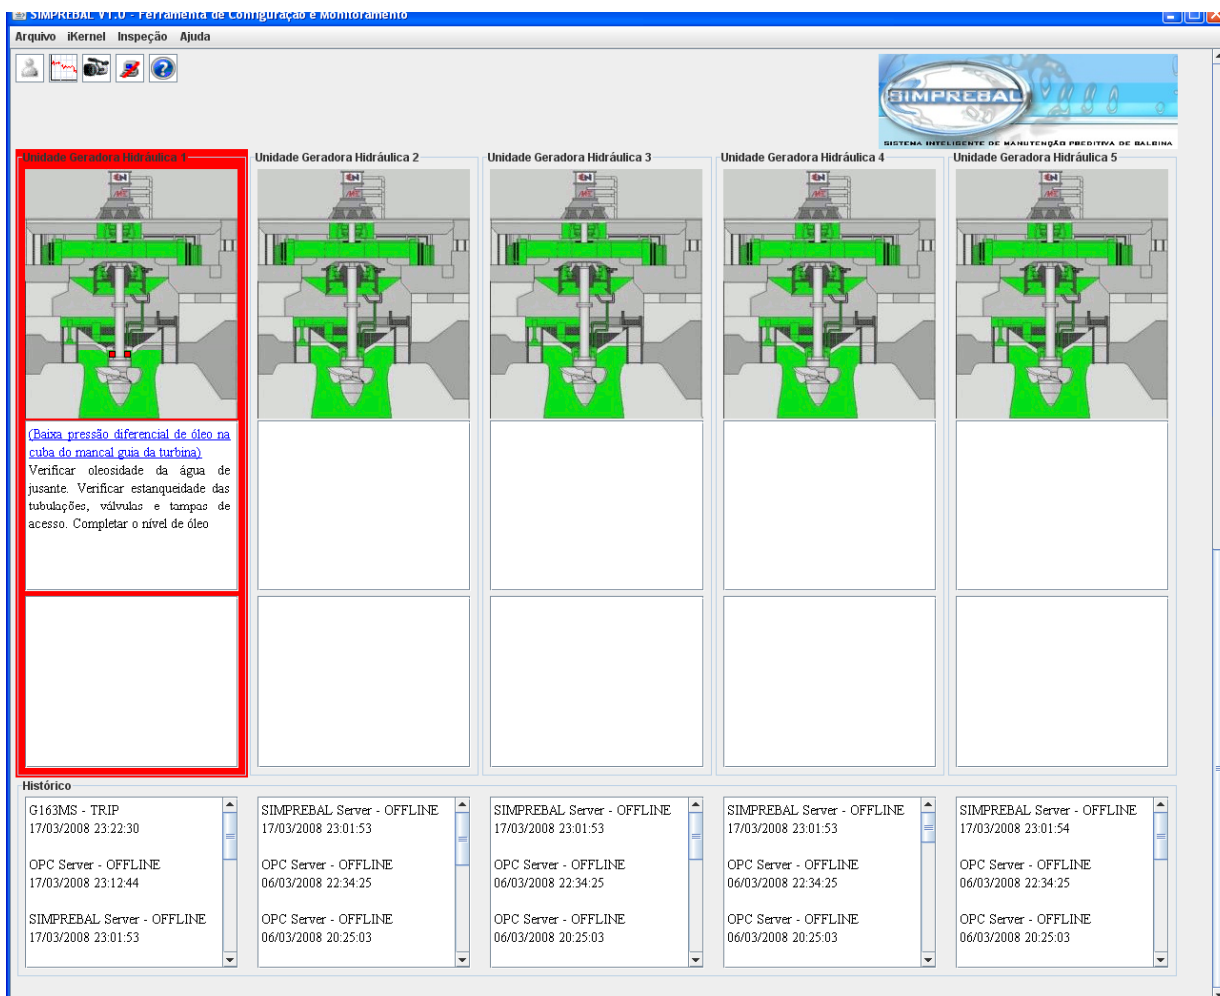 SIMPREBAL V1.0 - Ferramenta de Configuração e Monitoramento
Arquivo iKernel Inspeção Ajuda
SIMPREBAL
SISTEMA INTELIGENTE DE MANUTENÇÃO PREDITIVA DE BALBINA
Unidade Geradora Hidráulica 1
Unidade Geradora Hidráulica 2
Unidade Geradora Hidráulica 3
Unidade Geradora Hidráulica 4
Unidade Geradora Hidráulica 5
(Baixa pressão diferencial de óleo na
cuba do mancal guia da turbina)
Verificar oleosidade da água de
jusante. Verificar estanqueidade das
tubulações, válvulas e tampas de
acesso. Completar o nível de óleo
Histórico
G163MS - TRIP
17/03/2008 23:22:30
OPC Server - OFFLINE
17/03/2008 23:12:44
SIMPREBAL Server - OFFLINE
17/03/2008 23:01:53
SIMPREBAL Server - OFFLINE
17/03/2008 23:01:53
OPC Server - OFFLINE
06/03/2008 22:34:25
OPC Server - OFFLINE
06/03/2008 20:25:03
SIMPREBAL Server - OFFLINE
17/03/2008 23:01:53
OPC Server - OFFLINE
06/03/2008 22:34:25
OPC Server - OFFLINE
06/03/2008 20:25:03
SIMPREBAL Server - OFFLINE
17/03/2008 23:01:53
OPC Server - OFFLINE
06/03/2008 22:34:25
OPC Server - OFFLINE
06/03/2008 20:25:03
SIMPREBAL Server - OFFLINE
17/03/2008 23:01:54
OPC Server - OFFLINE
06/03/2008 22:34:25
OPC Server - OFFLINE
06/03/2008 20:25:03